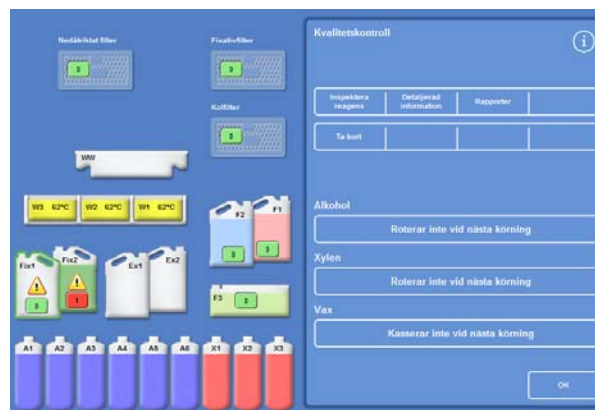 Nedåtriktat filter
Fixativfilter
Kolfilter
WW
W3 62°C W2 62°C W1 62°C
F2 F1
Fix1 Fix2 Ex1 Ex2
F3
A1 A2 A3 A4 A5 A6 X1 X2 X3
Kvalitetskontroll
i
Inspektera reagens
Detaljerad information
Rapporter
Ta bort
Alkohol
Roterar inte vid nästa körning
Xylen
Roterar inte vid nästa körning
Vax
Kasserar inte vid nästa körning
OK